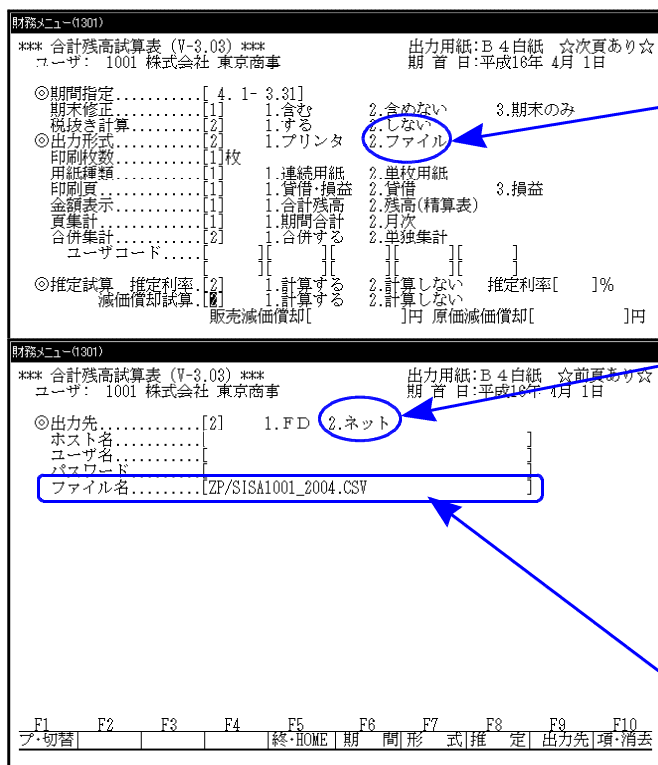 財務メニュー(1301)
*** 合計残高試算表 (V-3.03) *** 出力用紙:B4白紙 ☆次頁あり☆
ユーザ: 1001 株式会社 東京商事 期 首 日:平成16年 4月 1日
◎期間指定...........[ 4. 1- 3.31]
期末修正...........[1] 1.含む 2.含めない 3.期末のみ
税抜き計算.........[2] 1.する 2.しない
◎出力形式...........[2] 1.プリンタ 2.ファイル
印刷枚数...........[1]枚
用紙種類...........[1] 1.連続用紙 2.単枚用紙
印刷頁.............[1] 1.貸借・損益 2.貸借 3.損益
金額表示...........[1] 1.合計残高 2.残高(精算表)
頁集計.............[1] 1.期間合計 2.月次
合併集計...........[2] 1.合併する 2.単独集計
ユーザコード.....[ ][ ][ ][ ][ ]
[ ][ ][ ][ ][ ]
◎推定試算 推定利率.[2] 1.計算する 2.計算しない 推定利率[ ]%
減価償却試算.[2] 1.計算する 2.計算しない
販売減価償却[ ]円 原価減価償却[ ]円
財務メニュー(1301)
*** 合計残高試算表 (V-3.03) *** 出力用紙:B4白紙 ☆前頁あり☆
ユーザ: 1001 株式会社 東京商事 期 首 日:平成16年 4月 1日
◎出力先.............[2] 1.FD 2.ネット
ホスト名...........[ ]
ユーザ名...........[ ]
パスワード.........[ ]
ファイル名.........[ZP/SISA1001_2004.CSV ]
F1 F2 F3 F4 F5 F6 F7 F8 F9 F10
プ・切替 終・HOME 期 間 形 式 推 定 出力先 項・消去